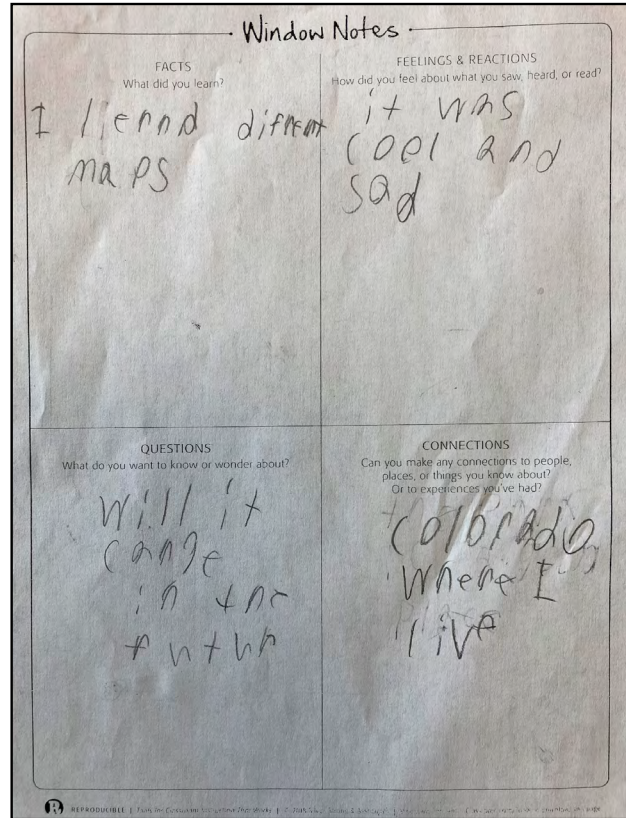 Window Notes
FACTS
What did you learn?
I liennd difrent
maps
FEELINGS & REACTIONS
How did you feel about what you saw, heard, or read?
it was
cool and
sad
QUESTIONS
What do you want to know or wonder about?
Will it
cange
in the
futur
CONNECTIONS
Can you make any connections to people,
places, or things you know about?
Or to experiences you've had?
colorado
where I
live
R REPRODUCIBLE |